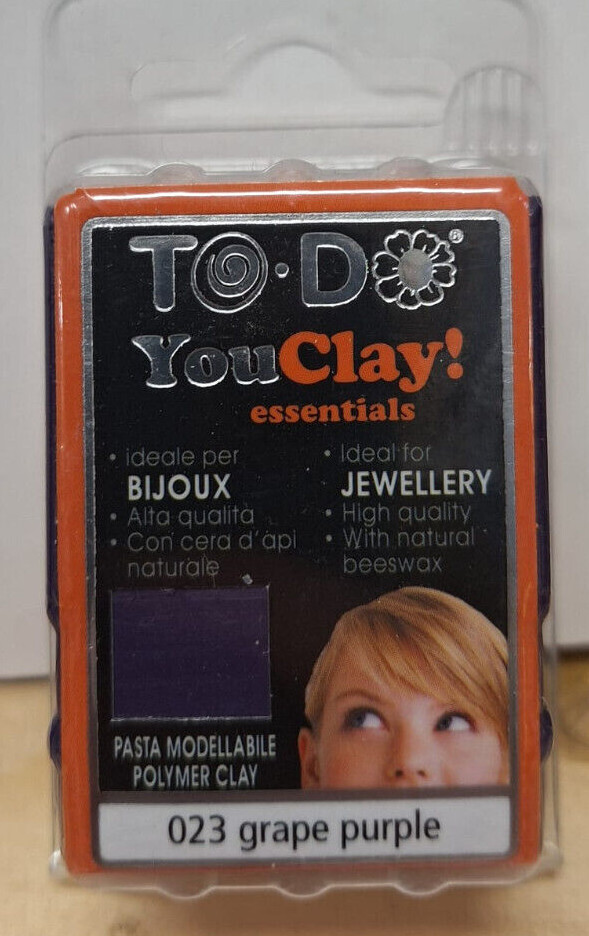 TO·DO®
YouClay!
essentials
• ideale per
BIJOUX
• Alta qualità
• Con cera d'api
naturale
• Ideal for
JEWELLERY
• High quality
• With natural
beeswax
PASTA MODELLABILE
POLYMER CLAY
023 grape purple